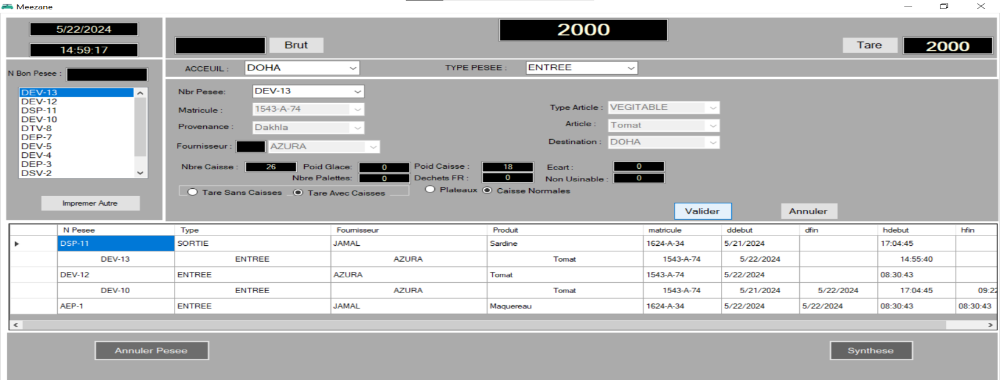 Meezane
5/22/2024
14:59:17
2000
Brut
Tare
2000
ACCEUIL :
DOHA
TYPE PESEE :
ENTREE
N Bon Pesee :
DEV-13
DEV-12
DSP-11
DEV-10
DTV-8
DEP-7
DEV-5
DEV-4
DEP-3
DSV-2
Impremer Autre
Nbr Pesee:
DEV-13
Matricule :
1543-A-74
Provenance :
Dakhla
Fournisseur :
AZURA
Type Article :
VEGITABLE
Article :
Tomat
Destination :
DOHA
Nbre Caisse :
26
Poid Glace:
0
Poid Caisse :
18
Ecart :
0
Nbre Palettes:
0
Dechets FR :
0
Non Usinable :
0
Tare Sans Caisses
Tare Avec Caisses
Plateaux
Caisse Normales
Valider
Annuler
N Pesee Type Fournisseur Produit matricule ddebut dfin hdebut hfin
DSP-11 SORTIE JAMAL Sardine 1624-A-34 5/21/2024 17:04:45
DEV-13 ENTREE AZURA Tomat 1543-A-74 5/22/2024 14:55:40
DEV-12 ENTREE AZURA Tomat 1543-A-74 5/22/2024 08:30:43
DEV-10 ENTREE AZURA Tomat 1543-A-74 5/21/2024 5/22/2024 17:04:45 09:22
AEP-1 ENTREE JAMAL Maquereau 1624-A-34 5/22/2024 5/22/2024 08:30:43 08:30:43
Annuler Pesee
Synthese